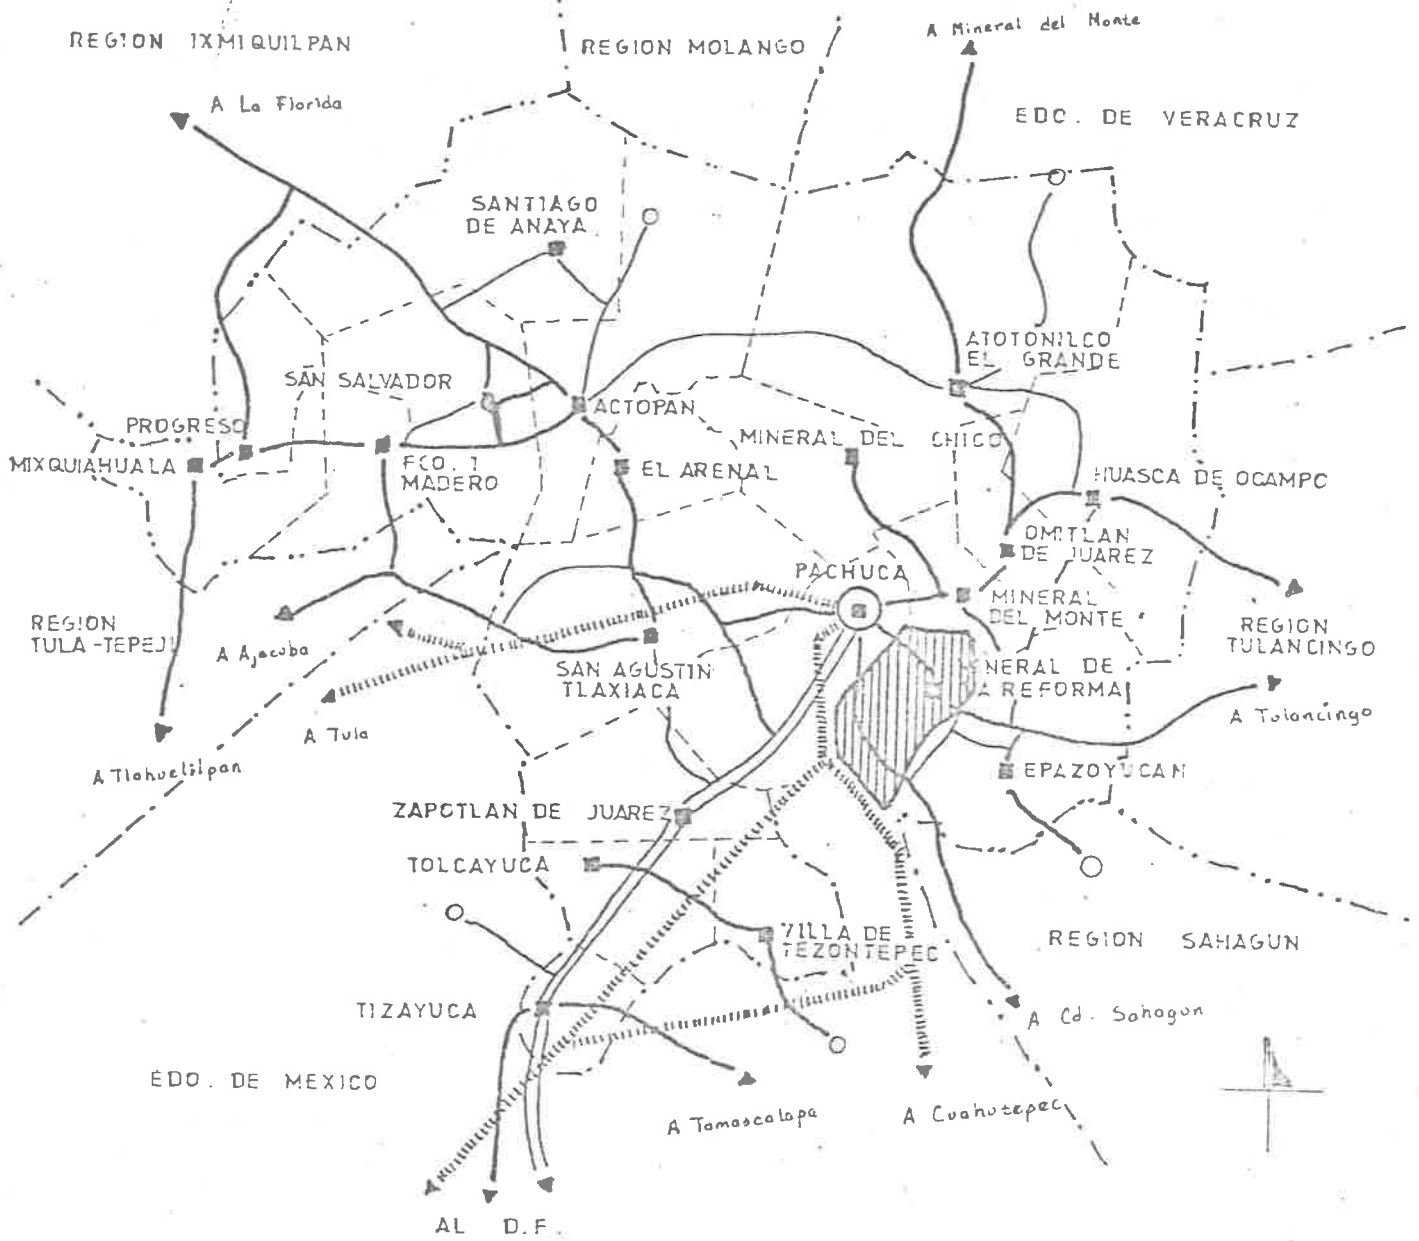 REGION IXMIQUILPAN
REGION MOLANGO
A Mineral del Monte
A La Florida
EDO. DE VERACRUZ
SANTIAGO
DE ANAYA
ATOTONILCO
EL GRANDE
SAN SALVADOR
ACTOPAN
PROGRESO
MINERAL DEL CHICO
MIXQUIAHUALA
FCO. I
MADERO
EL ARENAL
HUASCA DE OCAMPO
OMITLAN
DE JUAREZ
PACHUCA
MINERAL
DEL MONTE
REGION
TULA-TEPEJI
A Ajacuba
REGION
TULANCINGO
SAN AGUSTIN
TLAXIACA
NERAL DE
A REFORMA
A Tula
A Tulancingo
A Tlahuelilpan
EPAZOYUCAN
ZAPOTLAN DE JUAREZ
TOLCAYUCA
VILLA DE
TEZONTEPEC
REGION SAHAGUN
TIZAYUCA
A Cd. Sahagun
EDO. DE MEXICO
A Tamascalapa
A Cuahutepec
AL D.F.